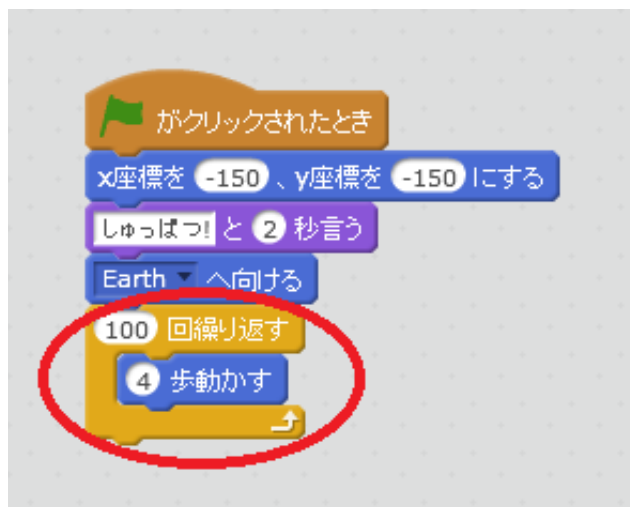 がクリックされたとき
x座標を -150 、y座標を -150 にする
しゅっぱつ! と 2 秒言う
Earth へ向ける
100 回繰り返す
4 歩動かす